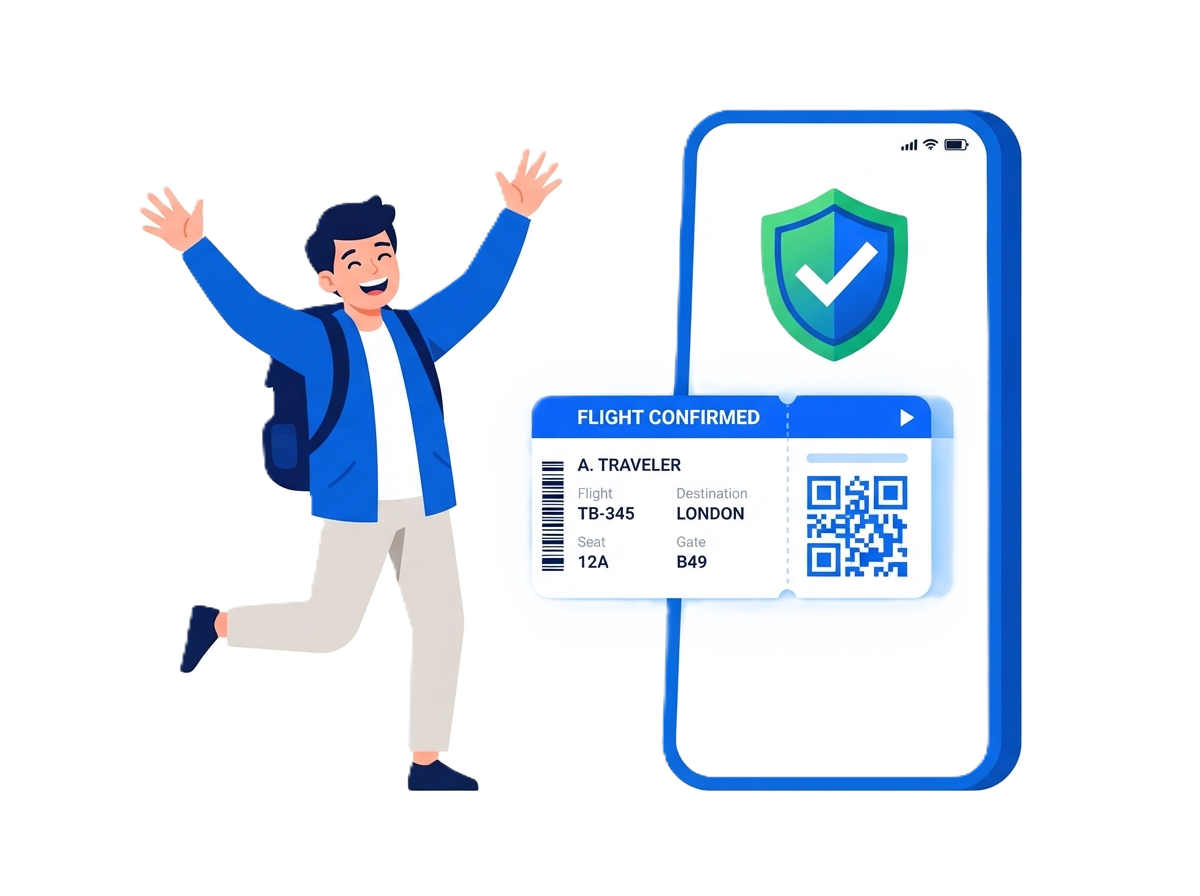 FLIGHT CONFIRMED
A. TRAVELER
Flight Destination
TB-345 LONDON
Seat Gate
12A B49